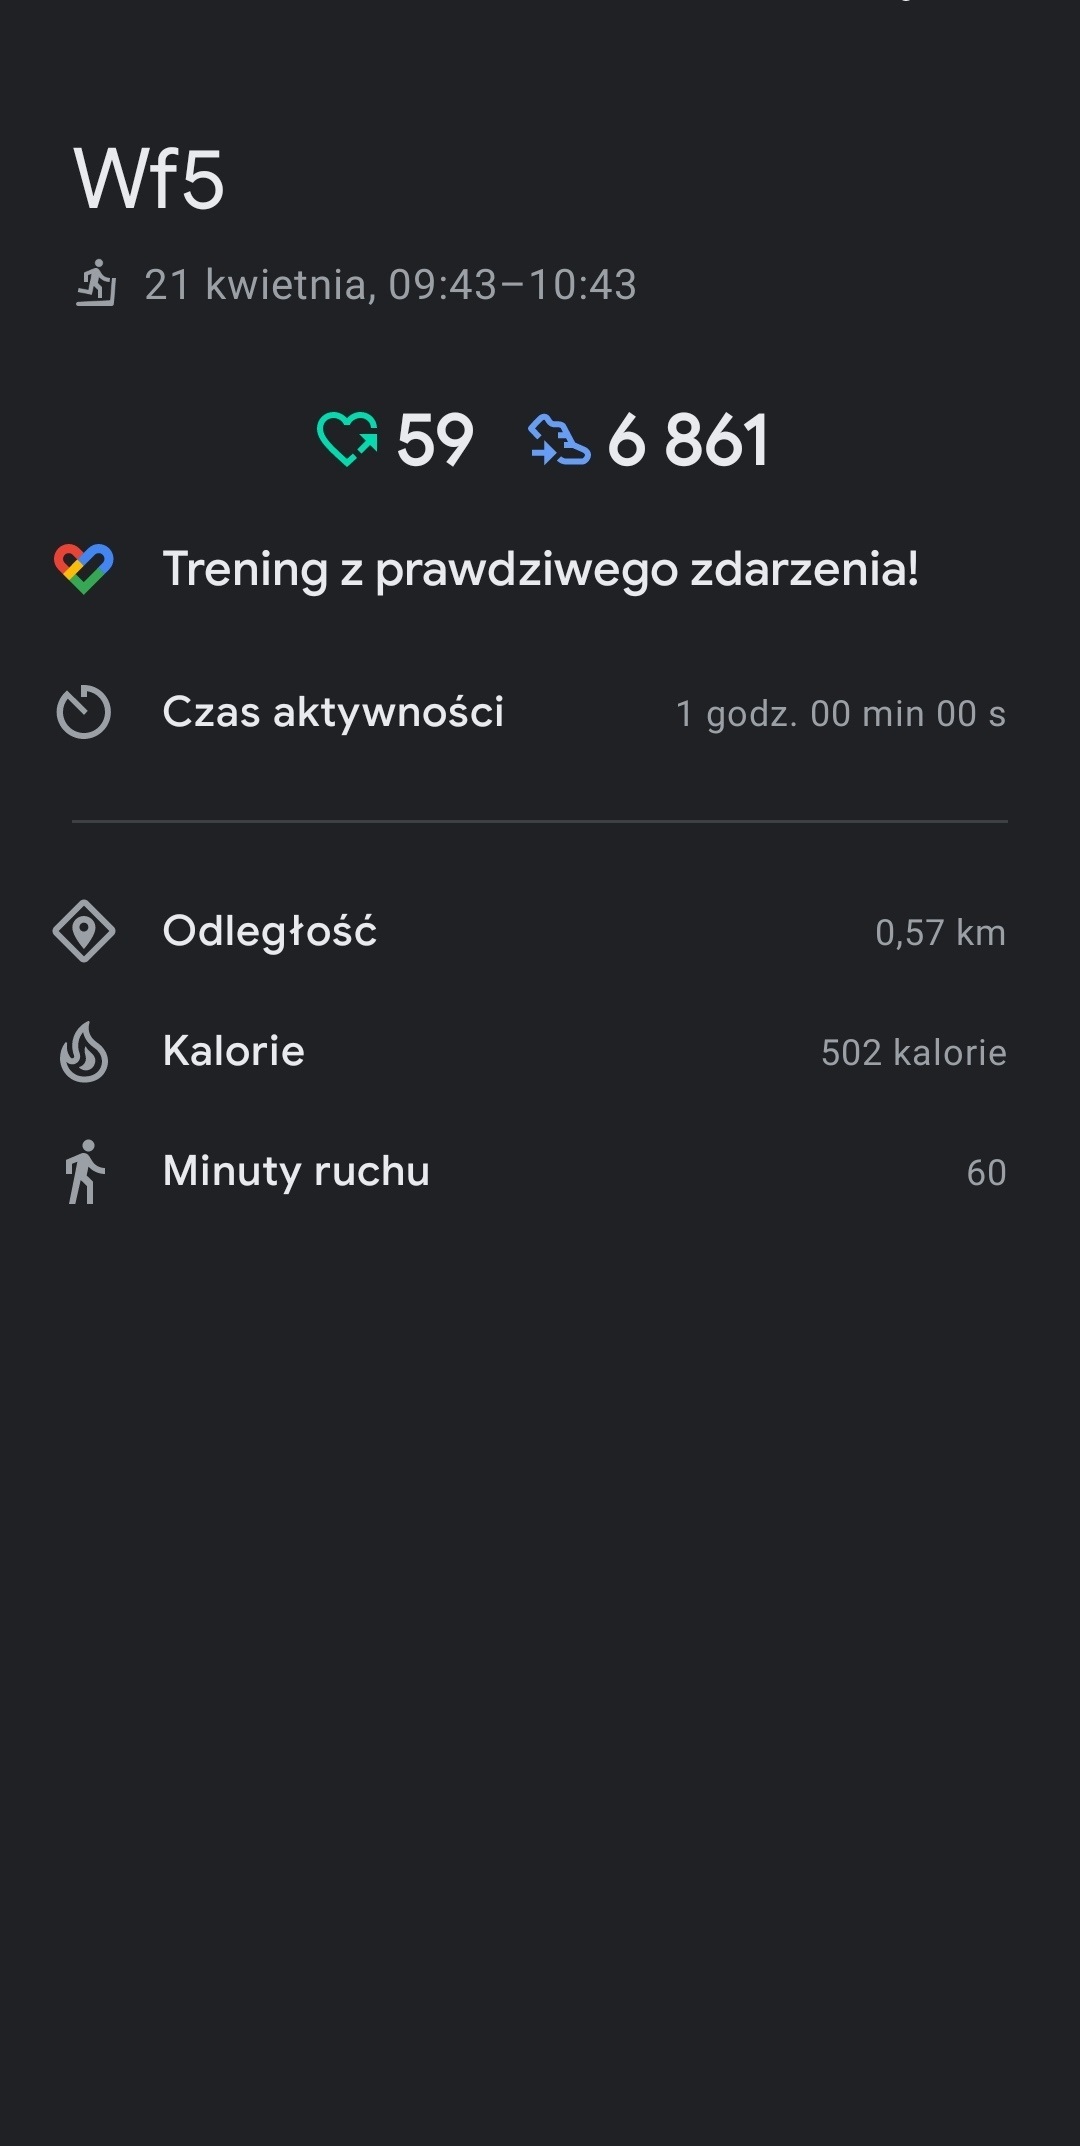 Wf5
21 kwietnia, 09:43–10:43
59 6 861
Trening z prawdziwego zdarzenia!
Czas aktywności 1 godz. 00 min 00 s
Odległość 0,57 km
Kalorie 502 kalorie
Minuty ruchu 60